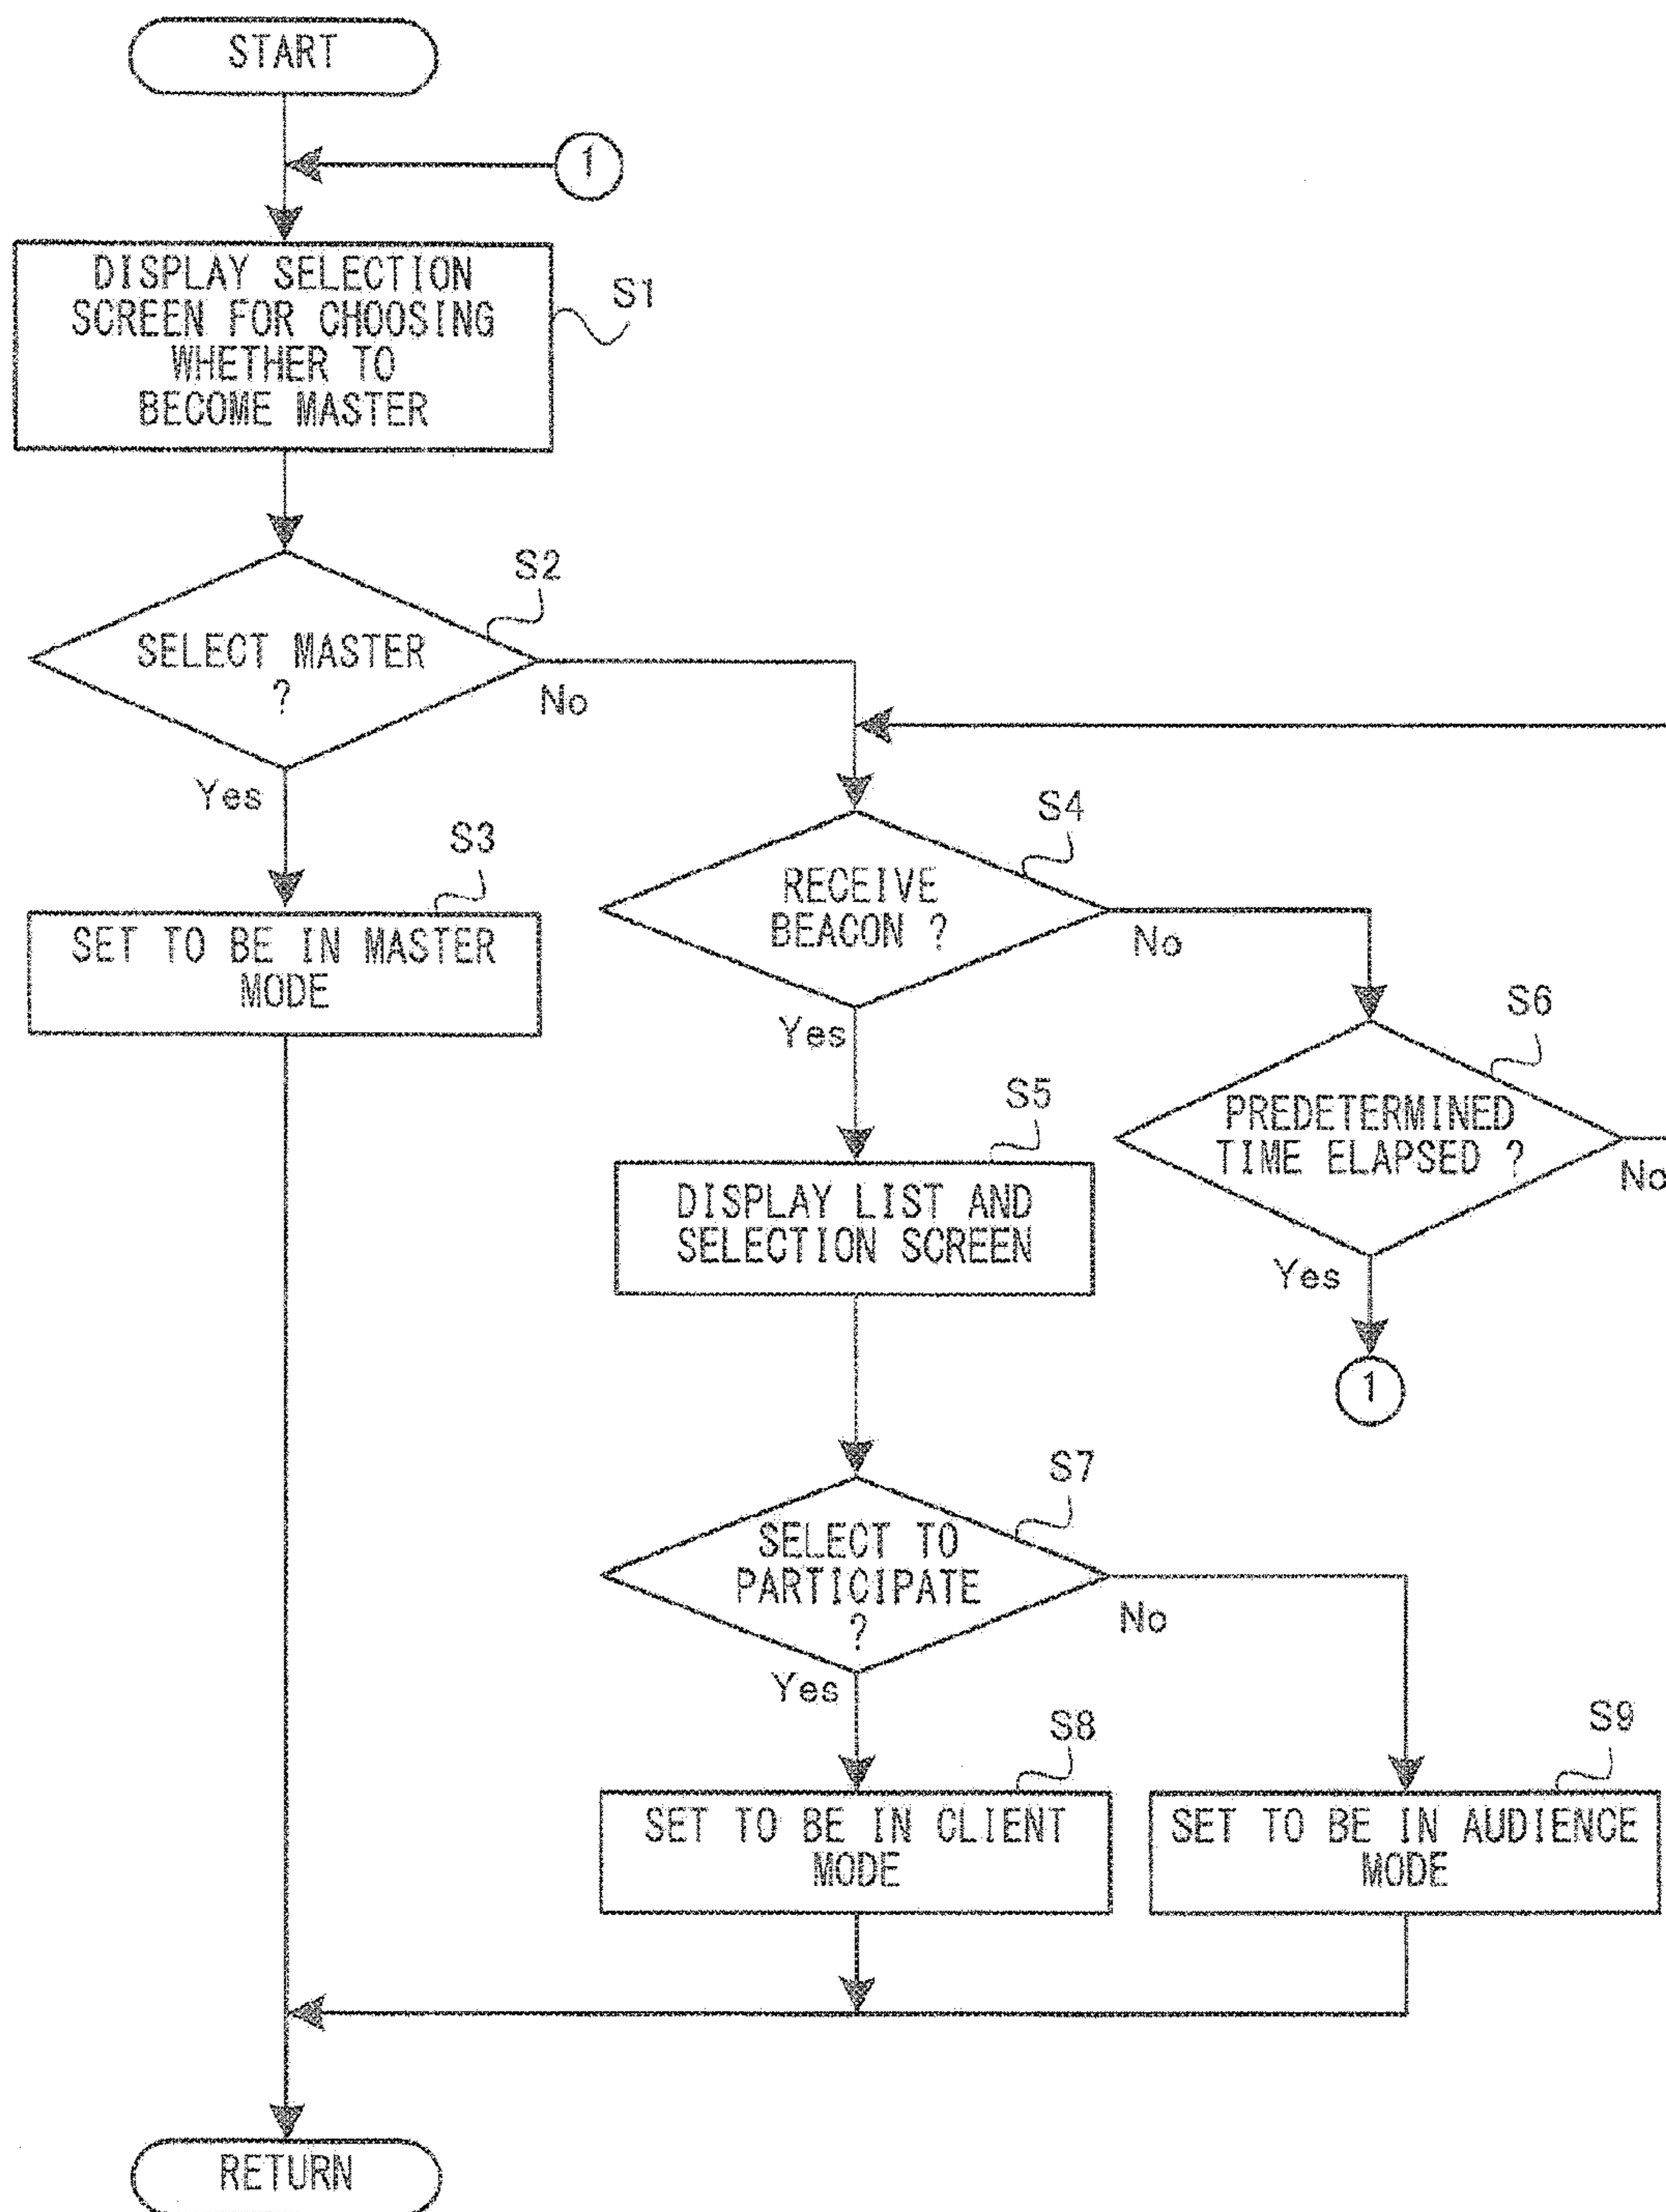 START
1
DISPLAY SELECTION
SCREEN FOR CHOOSING
WHETHER TO
BECOME MASTER
S1
S2
SELECT MASTER
?
No
Yes
S3
SET TO BE IN MASTER
MODE
S4
RECEIVE
BEACON ?
No
Yes
S6
PREDETERMINED
TIME ELAPSED ?
No
Yes
1
S5
DISPLAY LIST AND
SELECTION SCREEN
S7
SELECT TO
PARTICIPATE
?
No
Yes
S8
SET TO BE IN CLIENT
MODE
S9
SET TO BE IN AUDIENCE
MODE
RETURN